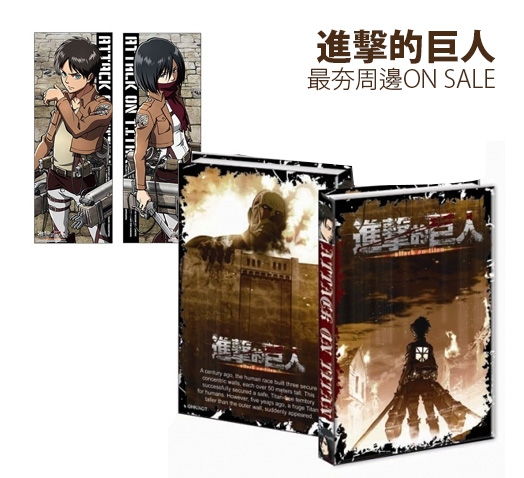 進擊的巨人
最夯周邊ON SALE
ATTACK ON TITAN
ATTACK ON TITAN
進擊的巨人
attack on titan
A century ago, the human race built three secure
concentric walls, each over 50 meters tall. This
successfully secured a safe, Titan-free territory
for humans. However, five years ago, a huge Titan,
taller than the outer wall, suddenly appeared.
ATTACK ON TITAN
進擊的巨人
attack on titan